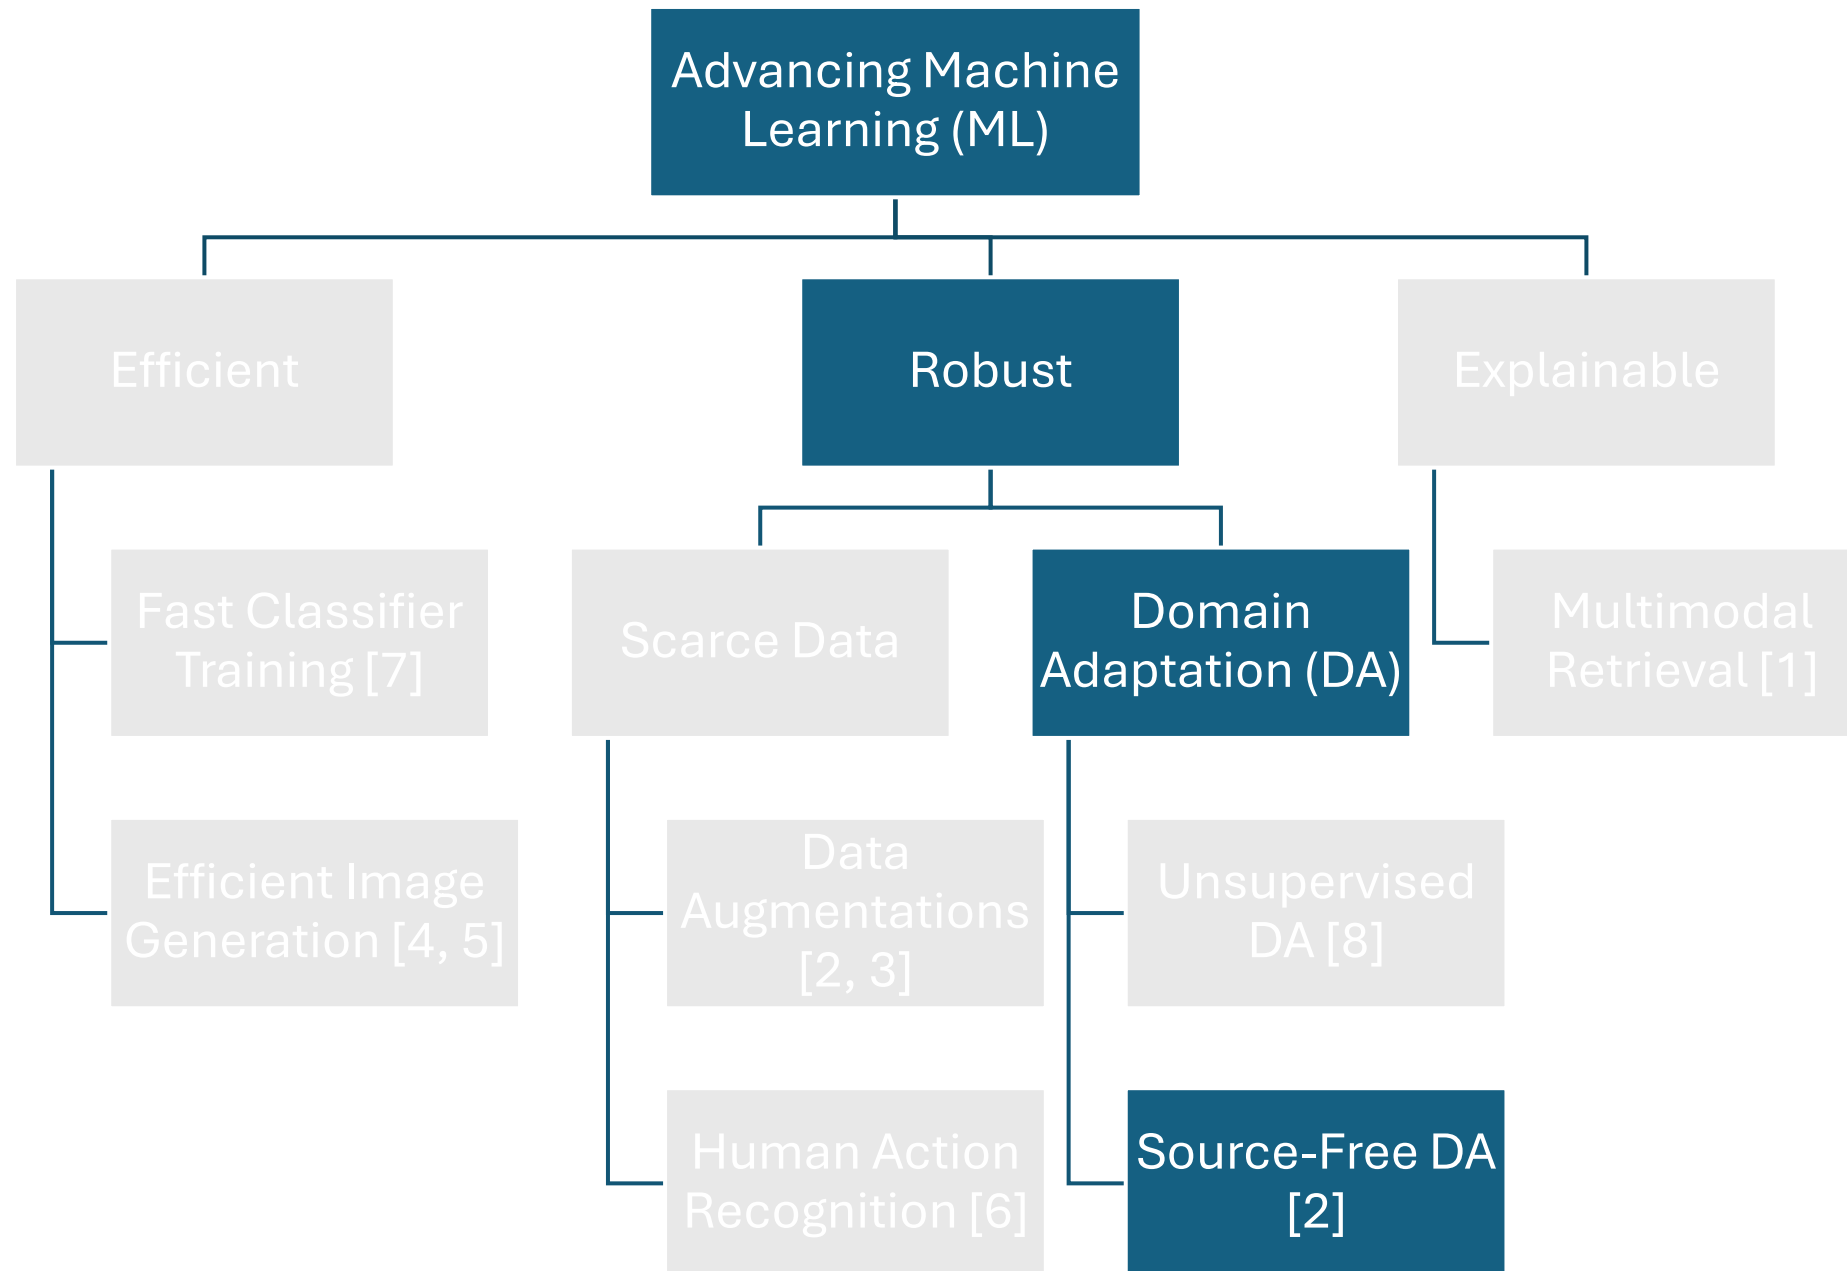 Advancing Machine
Learning (ML)
Efficient
Robust
Explainable
Fast Classifier
Training [7]
Scarce Data
Domain
Adaptation (DA)
Multimodal
Retrieval [1]
Efficient Image
Generation [4, 5]
Data
Augmentations
[2, 3]
Unsupervised
DA [8]
Human Action
Recognition [6]
Source-Free DA
[2]